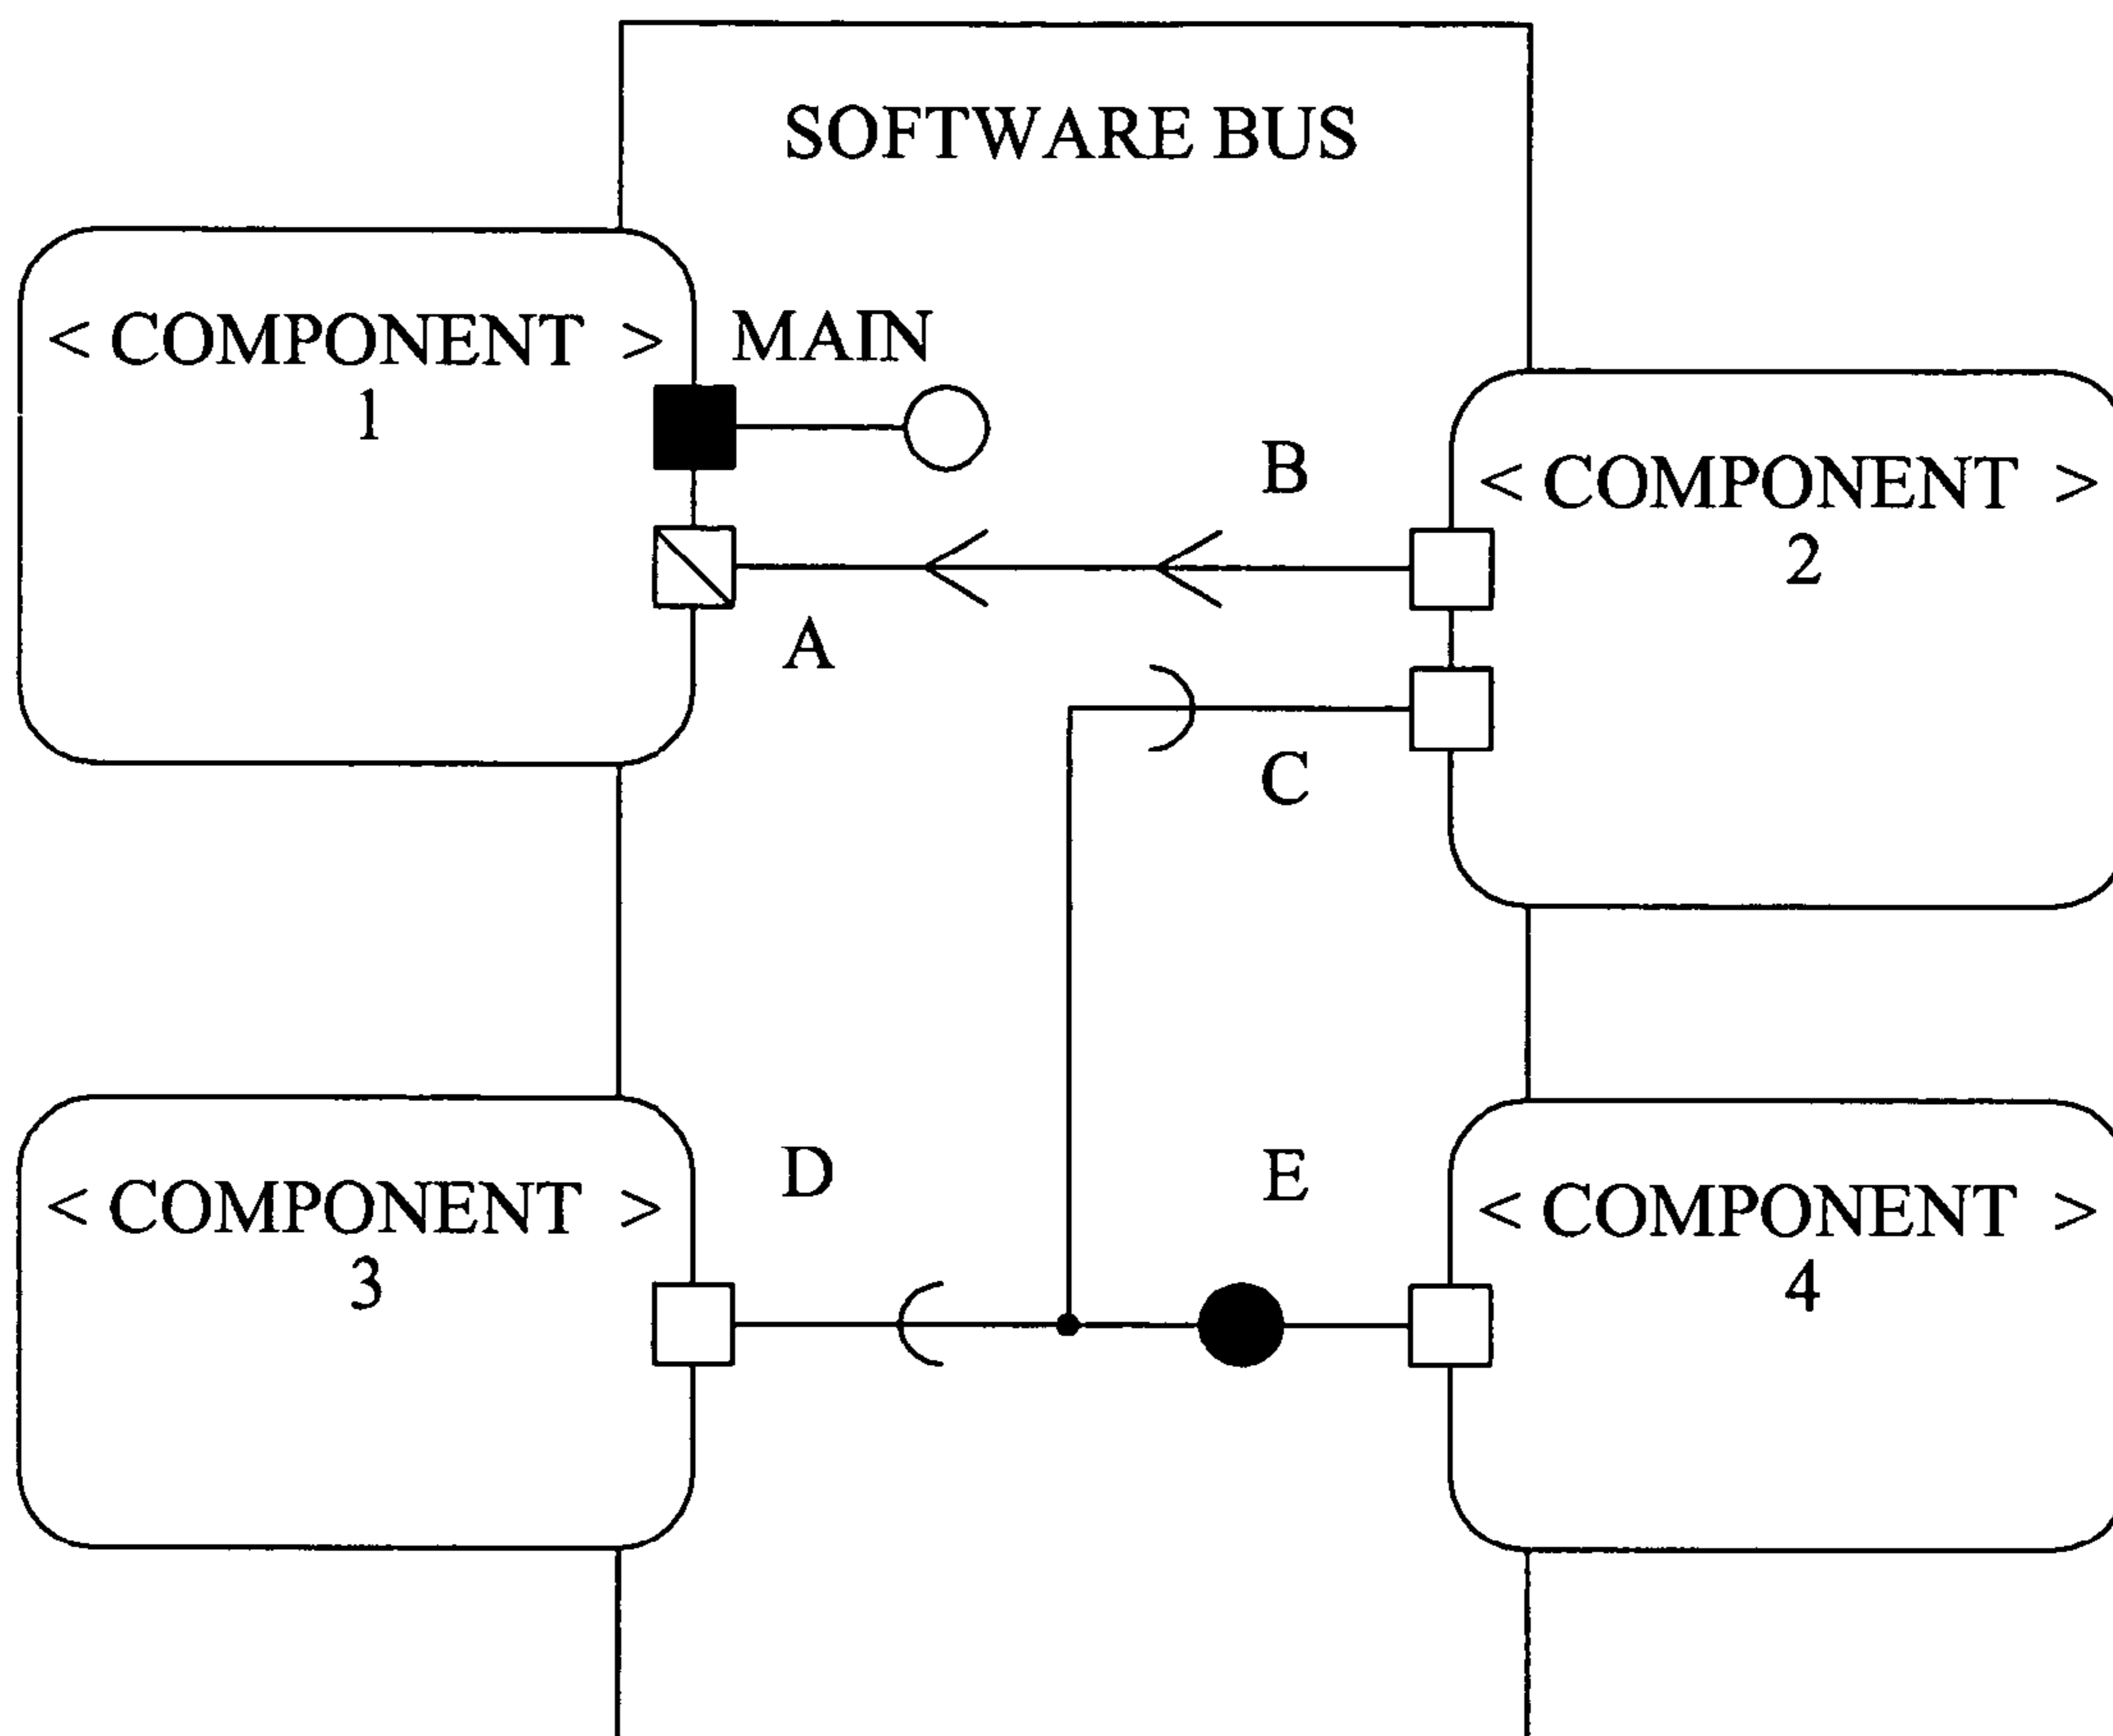 SOFTWARE BUS
< COMPONENT >
1
MAIN
B
< COMPONENT >
2
A
C
D
E
< COMPONENT >
3
< COMPONENT >
4